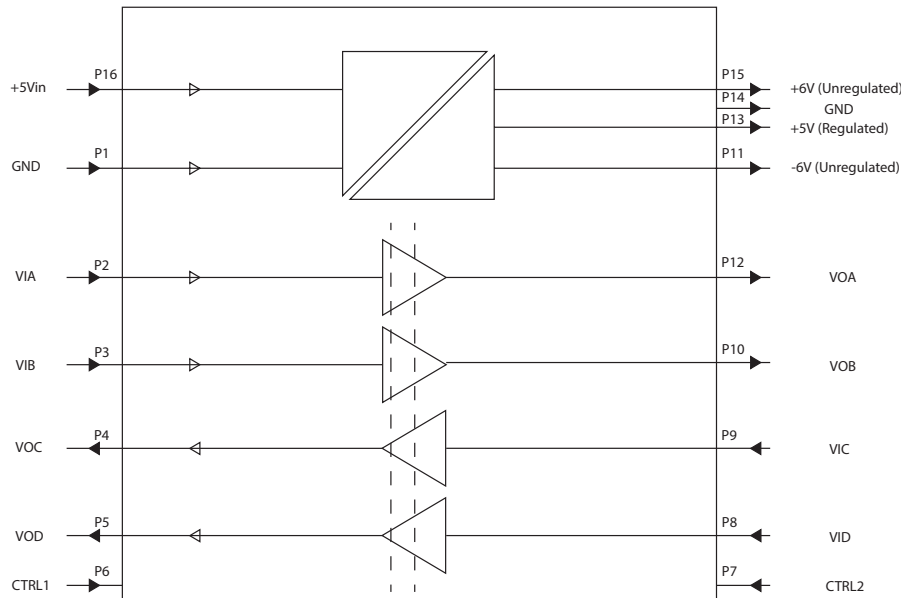 +5Vin P16 P15 +6V (Unregulated)
P14 GND
P13 +5V (Regulated)
GND P1 P11 -6V (Unregulated)
VIA P2 P12 VOA
VIB P3 P10 VOB
VOC P4 P9 VIC
VOD P5 P8 VID
CTRL1 P6 P7 CTRL2